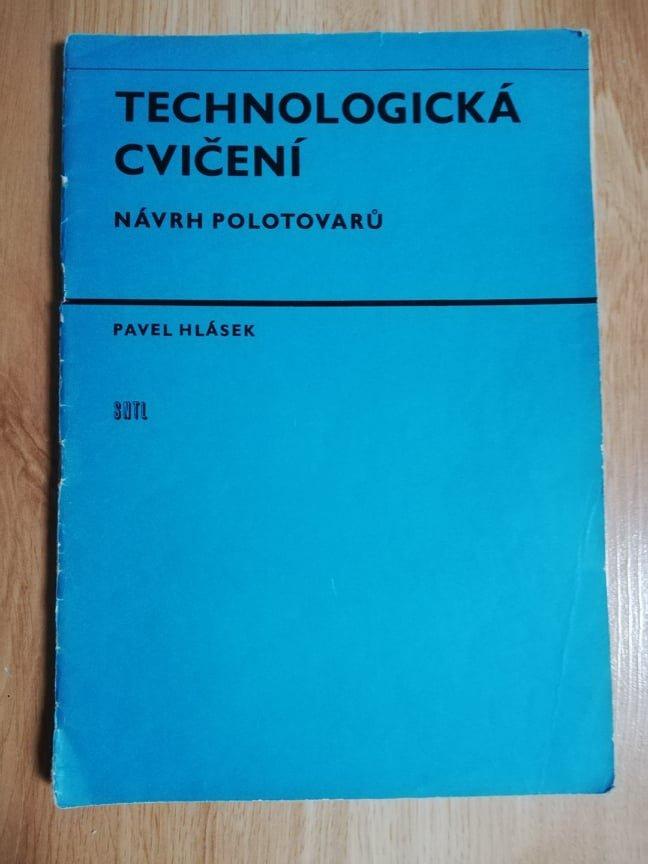 TECHNOLOGICKÁ
CVIČENÍ
NÁVRH POLOTOVARŮ
PAVEL HLÁSEK
SNTL